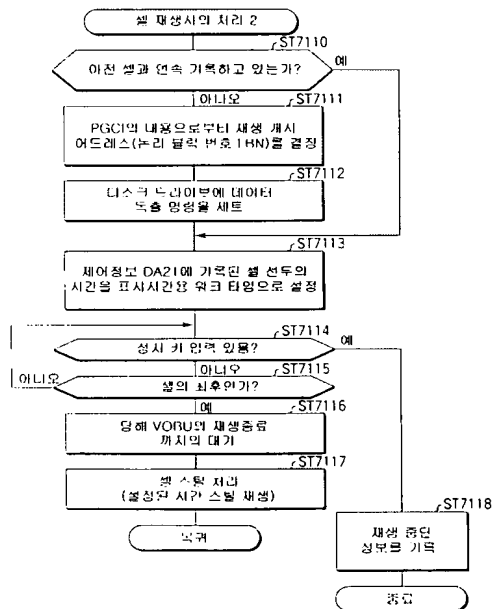 셀 재생시의 처리 2
ST7110
이전 셀과 연속 기록하고 있는가?
예
아니오
ST7111
PGCI의 내용으로부터 재생 개시
어드레스(논리 블럭 번호 LBN)를 결정
ST7112
디스크 드라이브에 데이터
독출 명령을 세트
ST7113
제어정보 DA21에 기록된 셀 선두의
시간을 표시시간용 워크 타임으로 설정
ST7114
정지 키 입력 있음?
예
아니오
ST7115
셀의 최후인가?
아니오
예
ST7116
당해 VOBU의 재생종료
까지의 대기
ST7117
셀 스틸 처리
(설정된 시간 스틸 재생)
복귀
ST7118
재생 중단
정보를 기록
종료